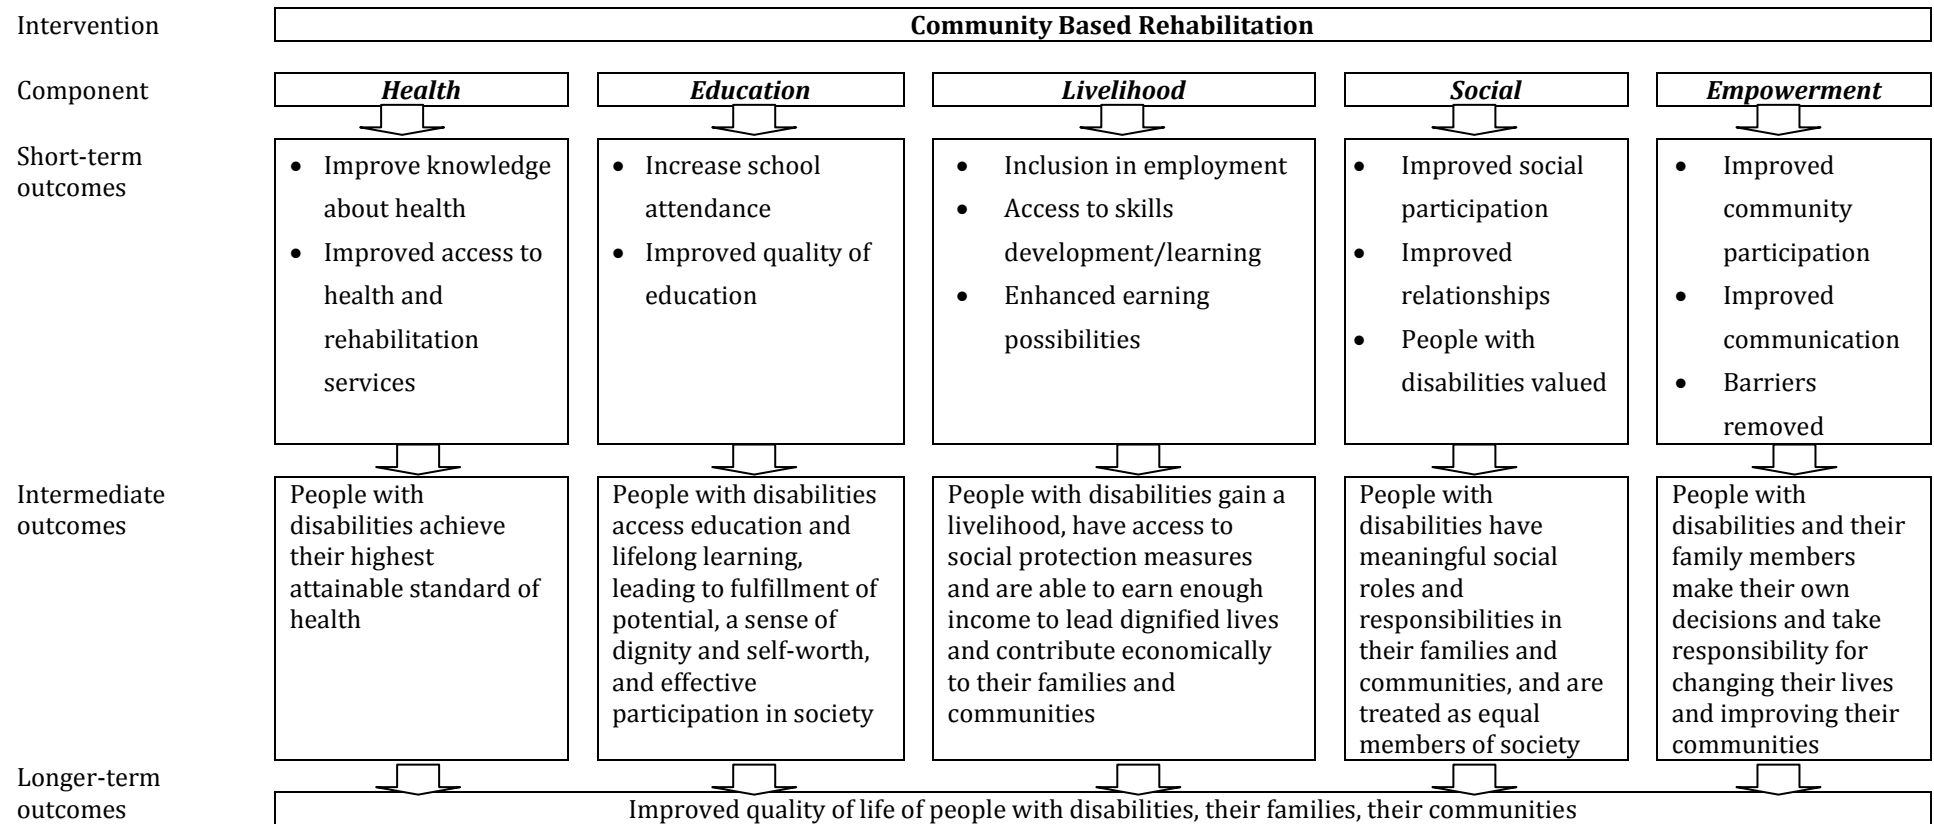 Intervention
Community Based Rehabilitation
Component
Health
Education
Livelihood
Social
Empowerment
Short-term
outcomes
• Improve knowledge
about health
• Improved access to
health and
rehabilitation
services
• Increase school
attendance
• Improved quality of
education
• Inclusion in employment
• Access to skills
development/learning
• Enhanced earning
possibilities
• Improved social
participation
• Improved
relationships
• People with
disabilities valued
• Improved
community
participation
• Improved
communication
• Barriers
removed
Intermediate
outcomes
People with
disabilities achieve
their highest
attainable standard of
health
People with disabilities
access education and
lifelong learning,
leading to fulfillment of
potential, a sense of
dignity and self-worth,
and effective
participation in society
People with disabilities gain a
livelihood, have access to
social protection measures
and are able to earn enough
income to lead dignified lives
and contribute economically
to their families and
communities
People with
disabilities have
meaningful social
roles and
responsibilities in
their families and
communities, and are
treated as equal
members of society
People with
disabilities and their
family members
make their own
decisions and take
responsibility for
changing their lives
and improving their
communities
Longer-term
outcomes
Improved quality of life of people with disabilities, their families, their communities